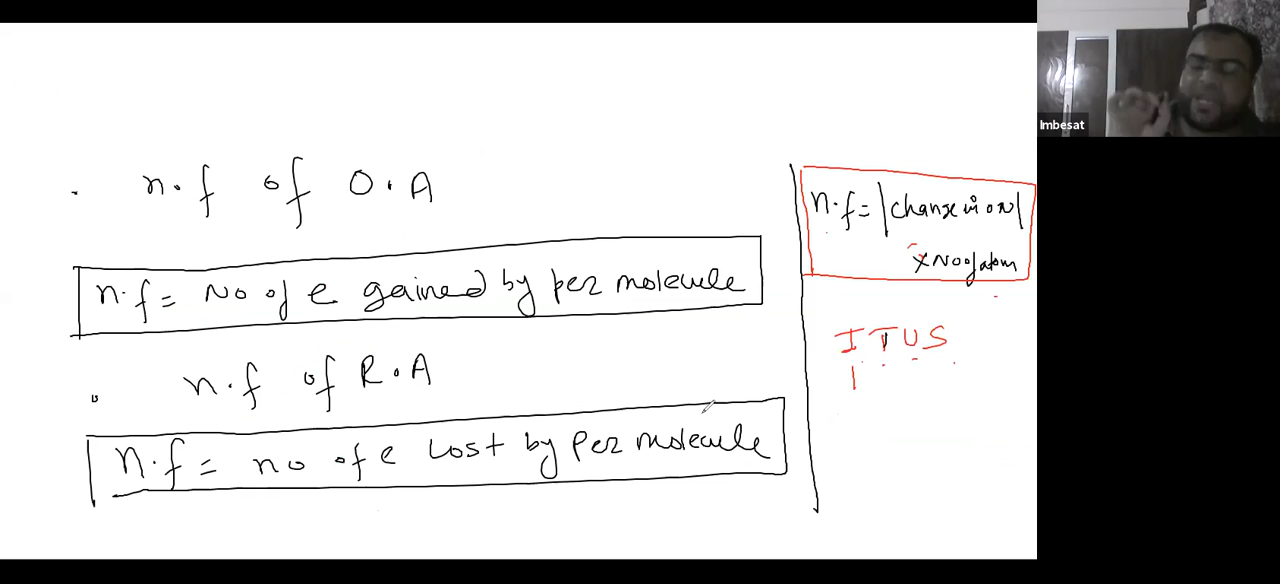 n.f of O.A
n.f = No of e gained by per molecule
n.f of R.A
n.f = no of e Lost by per molecule
n.f = |change in on|
x No of atom
I T U S
1
Imbesat